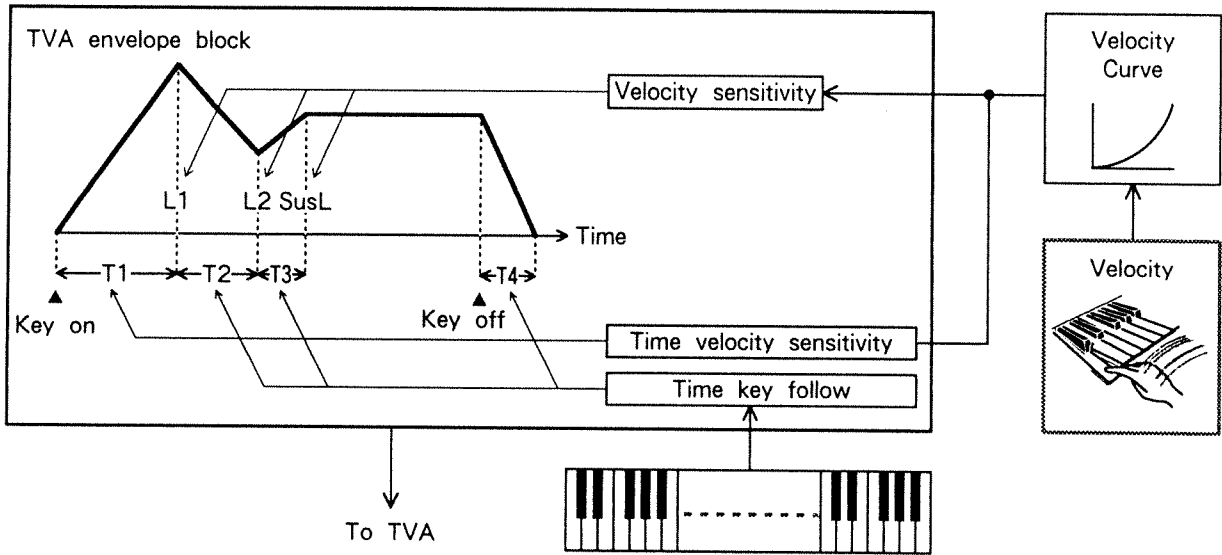 TVA envelope block
Velocity
Curve
Velocity sensitivity
L1
L2 SusL
Time
T1
T2
T3
T4
Velocity
Key on
Key off
Time velocity sensitivity
Time key follow
To TVA